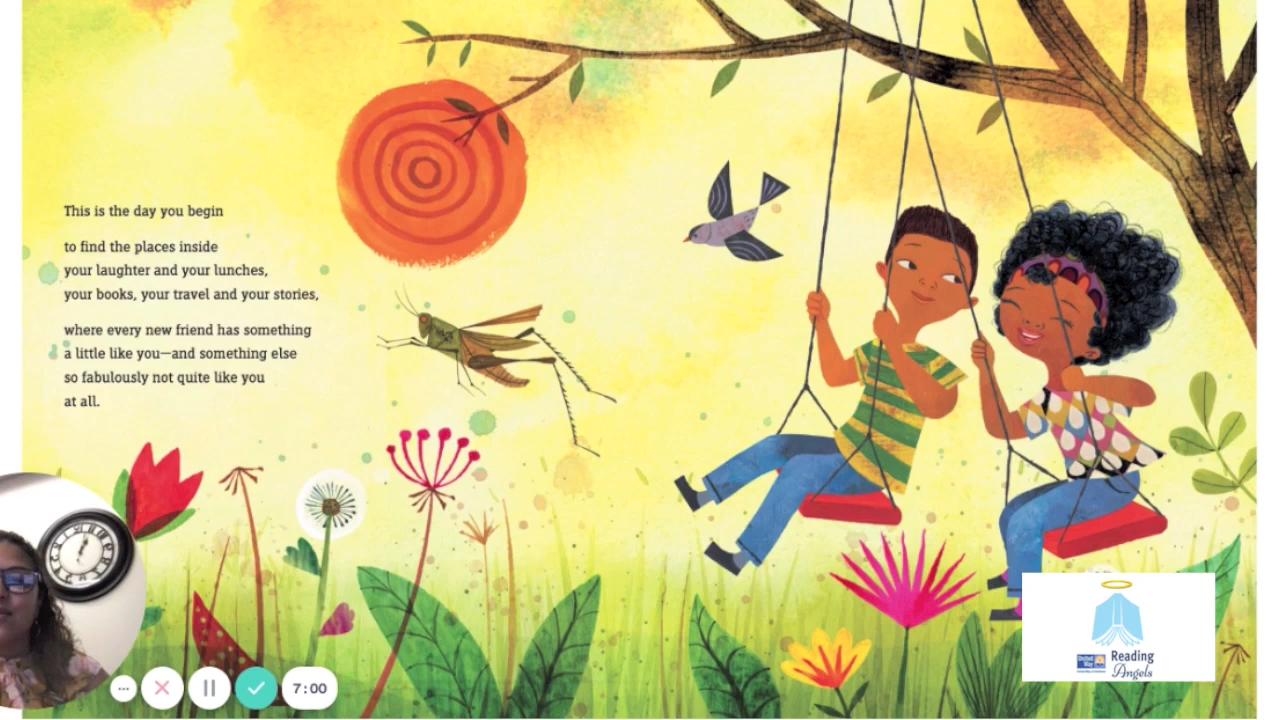 This is the day you begin
to find the places inside
your laughter and your lunches,
your books, your travel and your stories,
where every new friend has something
a little like you—and something else
so fabulously not quite like you
at all.
7:00
United Way
Reading
Angels